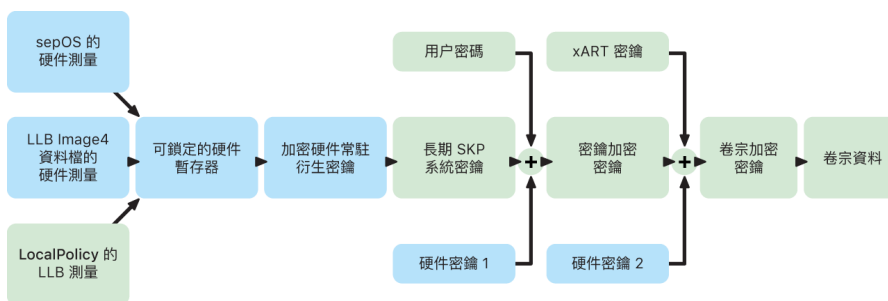 sepOS 的
硬件測量
用户密碼
xART 密鑰
LLB Image4
資料檔的
硬件測量
可鎖定的硬件
暫存器
加密硬件常駐
衍生密鑰
長期 SKP
系統密鑰
+
密鑰加密
密鑰
+
卷宗加密
密鑰
卷宗資料
LocalPolicy 的
LLB 測量
硬件密鑰 1
硬件密鑰 2